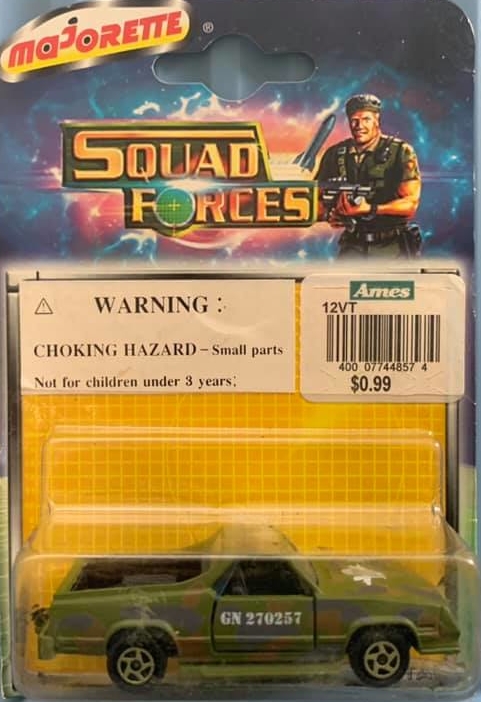 MAJORETTE ®
SQUAD
FORCES
Ames
12VT
400 07744857 4
$0.99
WARNING :
CHOKING HAZARD – Small parts
Not for children under 3 years;
GN 270257